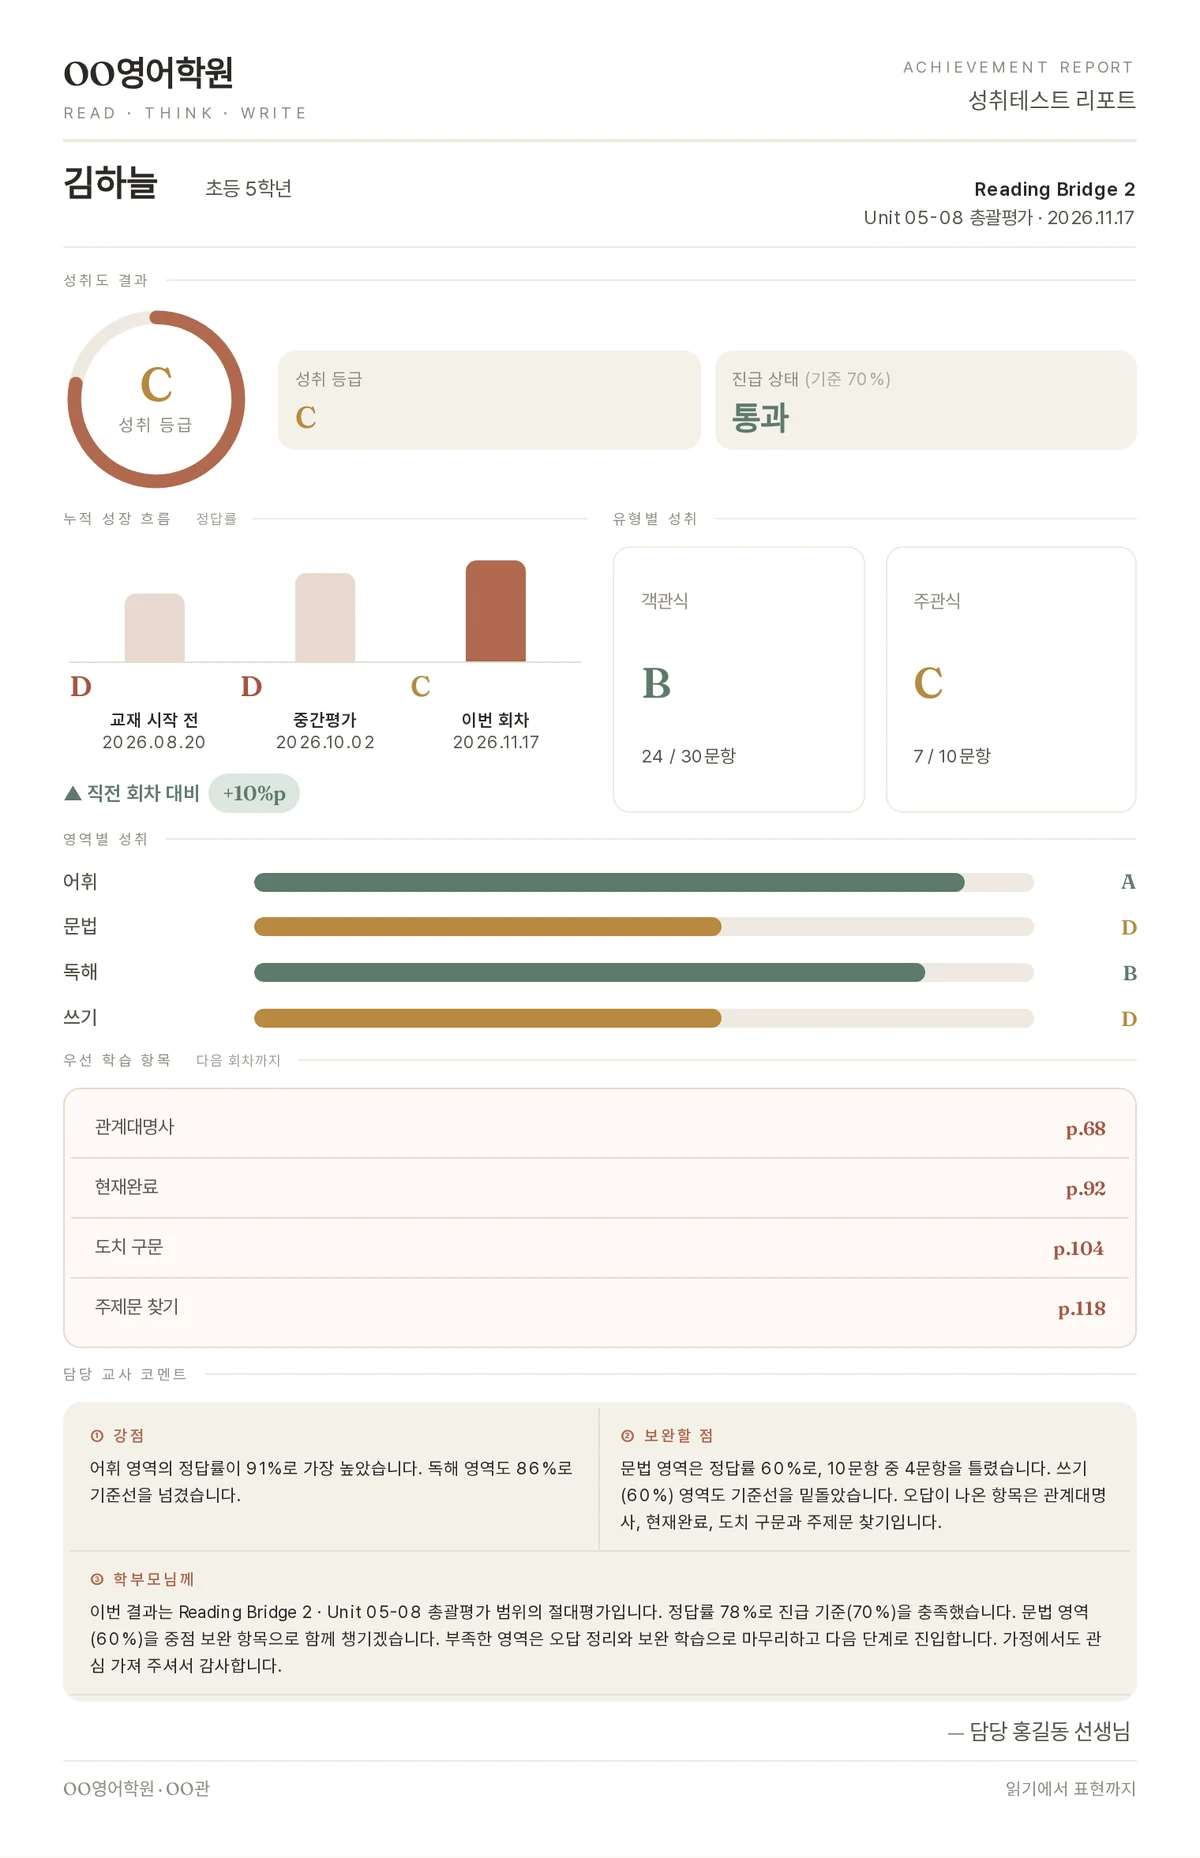 OO영어학원
READ · THINK · WRITE
ACHIEVEMENT REPORT
성취테스트 리포트
김하늘
초등 5학년
Reading Bridge 2
Unit 05-08 총괄평가 · 2026.11.17
성취도 결과
C
성취 등급
성취 등급
C
진급 상태 (기준 70%)
통과
누적 성장 흐름 정답률
D
교재 시작 전
2026.08.20
D
중간평가
2026.10.02
C
이번 회차
2026.11.17
▲ 직전 회차 대비 +10%p
유형별 성취
객관식
B
24 / 30문항
주관식
C
7 / 10문항
영역별 성취
어휘 A
문법 D
독해 B
쓰기 D
우선 학습 항목 다음 회차까지
관계대명사 p.68
현재완료 p.92
도치 구문 p.104
주제문 찾기 p.118
담당 교사 코멘트
① 강점
어휘 영역의 정답률이 91%로 가장 높았습니다. 독해 영역도 86%로
기준선을 넘겼습니다.
② 보완할 점
문법 영역은 정답률 60%로, 10문항 중 4문항을 틀렸습니다. 쓰기
(60%) 영역도 기준선을 밑돌았습니다. 오답이 나온 항목은 관계대명
사, 현재완료, 도치 구문과 주제문 찾기입니다.
③ 학부모님께
이번 결과는 Reading Bridge 2 · Unit 05-08 총괄평가 범위의 절대평가입니다. 정답률 78%로 진급 기준(70%)을 충족했습니다. 문법 영역
(60%)을 중점 보완 항목으로 함께 챙기겠습니다. 부족한 영역은 오답 정리와 보완 학습으로 마무리하고 다음 단계로 진입합니다. 가정에서도 관
심 가져 주셔서 감사합니다.
— 담당 홍길동 선생님
OO영어학원 · OO관
읽기에서 표현까지